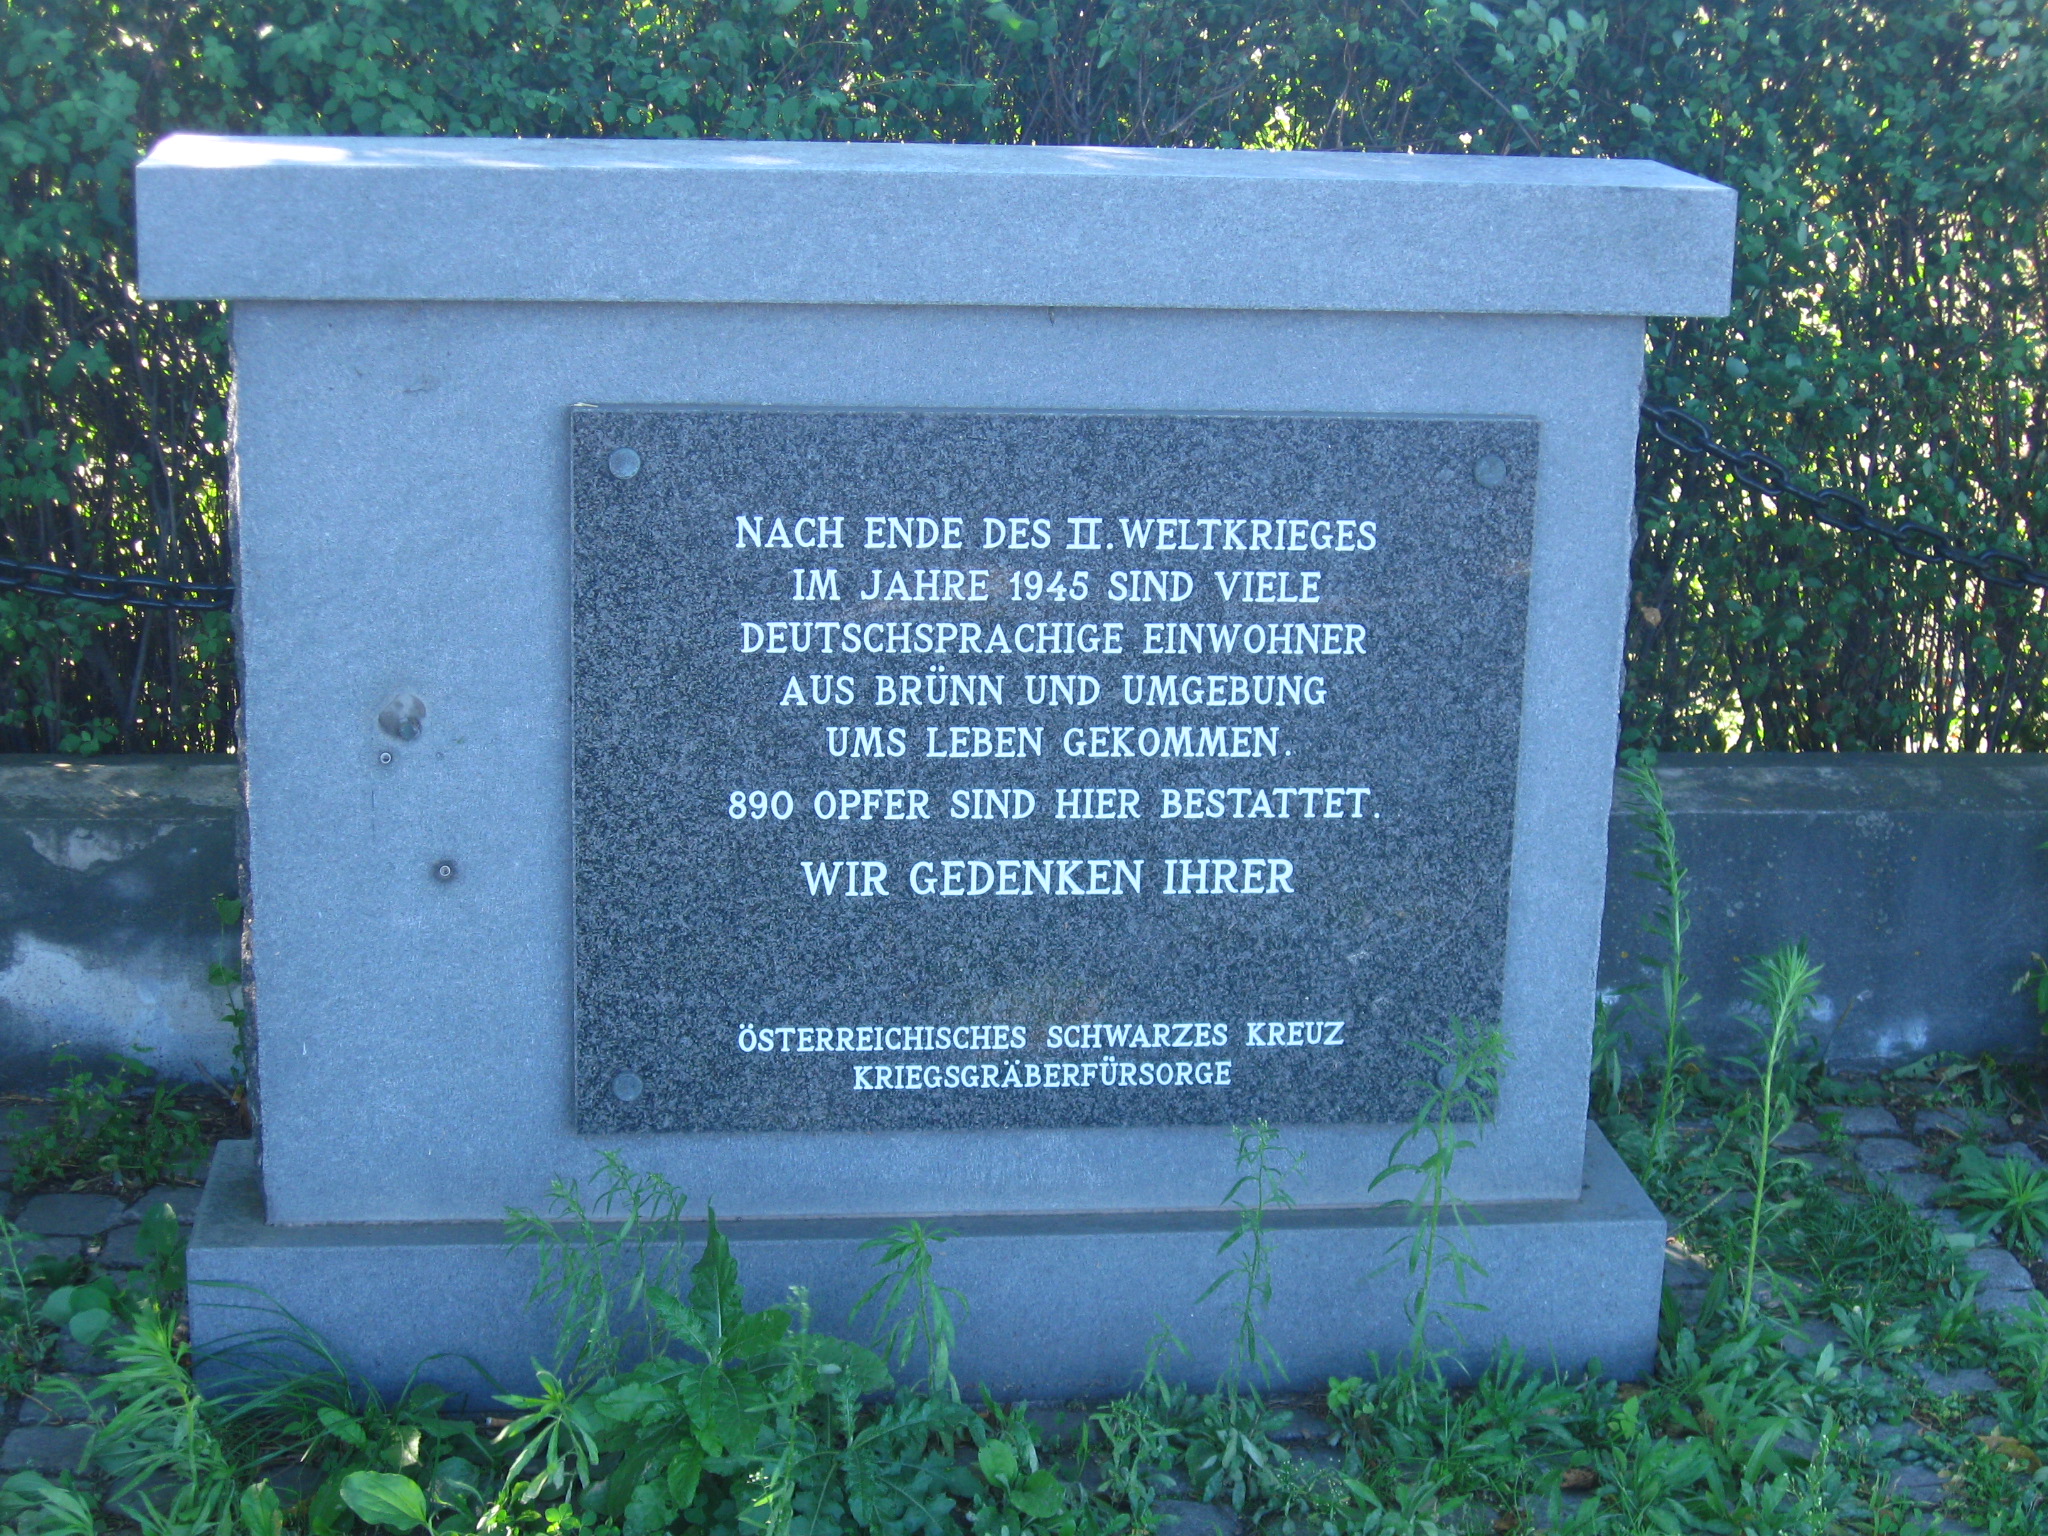 NACH ENDE DES II. WELTKRIEGES
IM JAHRE 1945 SIND VIELE
DEUTSCHSPRACHIGE EINWOHNER
AUS BRÜNN UND UMGEBUNG
UMS LEBEN GEKOMMEN.
890 OPFER SIND HIER BESTATTET.
WIR GEDENKEN IHRER
ÖSTERREICHISCHES SCHWARZES KREUZ
KRIEGSGRÄBERFÜRSORGE